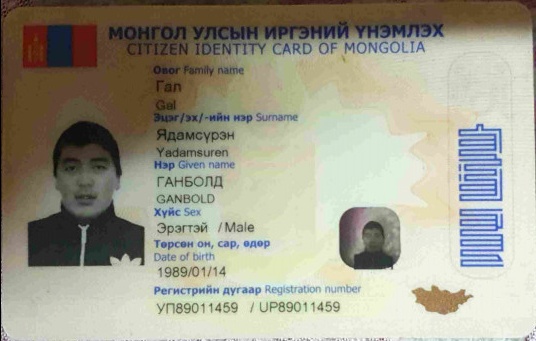 МОНГОЛ УЛСЫН ИРГЭНИЙ ҮНЭМЛЭХ
CITIZEN IDENTITY CARD OF MONGOLIA
Овог Family name
Гал
Gal
Эцэг/эх/-ийн нэр Surname
Ядамсүрэн
Yadamsuren
Нэр Given name
ГАНБОЛД
GANBOLD
Хүйс Sex
Эрэгтэй / Male
Төрсөн он, сар, өдөр
Date of birth
1989/01/14
Регистрийн дугаар Registration number
УП89011459 / UP89011459